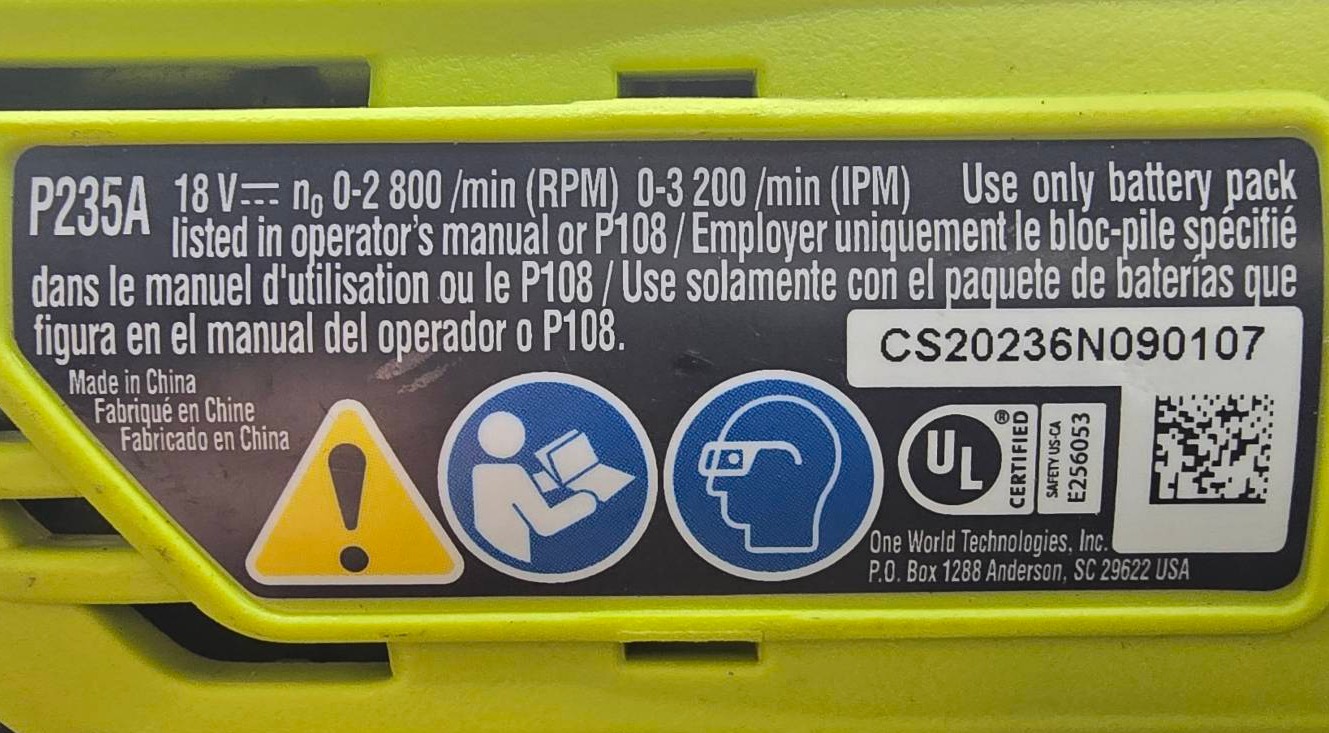 P235A 18 V⎓ n₀ 0-2 800 /min (RPM) 0-3 200 /min (IPM) Use only battery pack
listed in operator's manual or P108 / Employer uniquement le bloc-pile spécifié
dans le manuel d'utilisation ou le P108 / Use solamente con el paquete de baterías que
figura en el manual del operador o P108.
CS20236N090107
Made in China
Fabriqué en Chine
Fabricado en China
UL ®
CERTIFIED
SAFETY US-CA
E256053
One World Technologies, Inc.
P.O. Box 1288 Anderson, SC 29622 USA